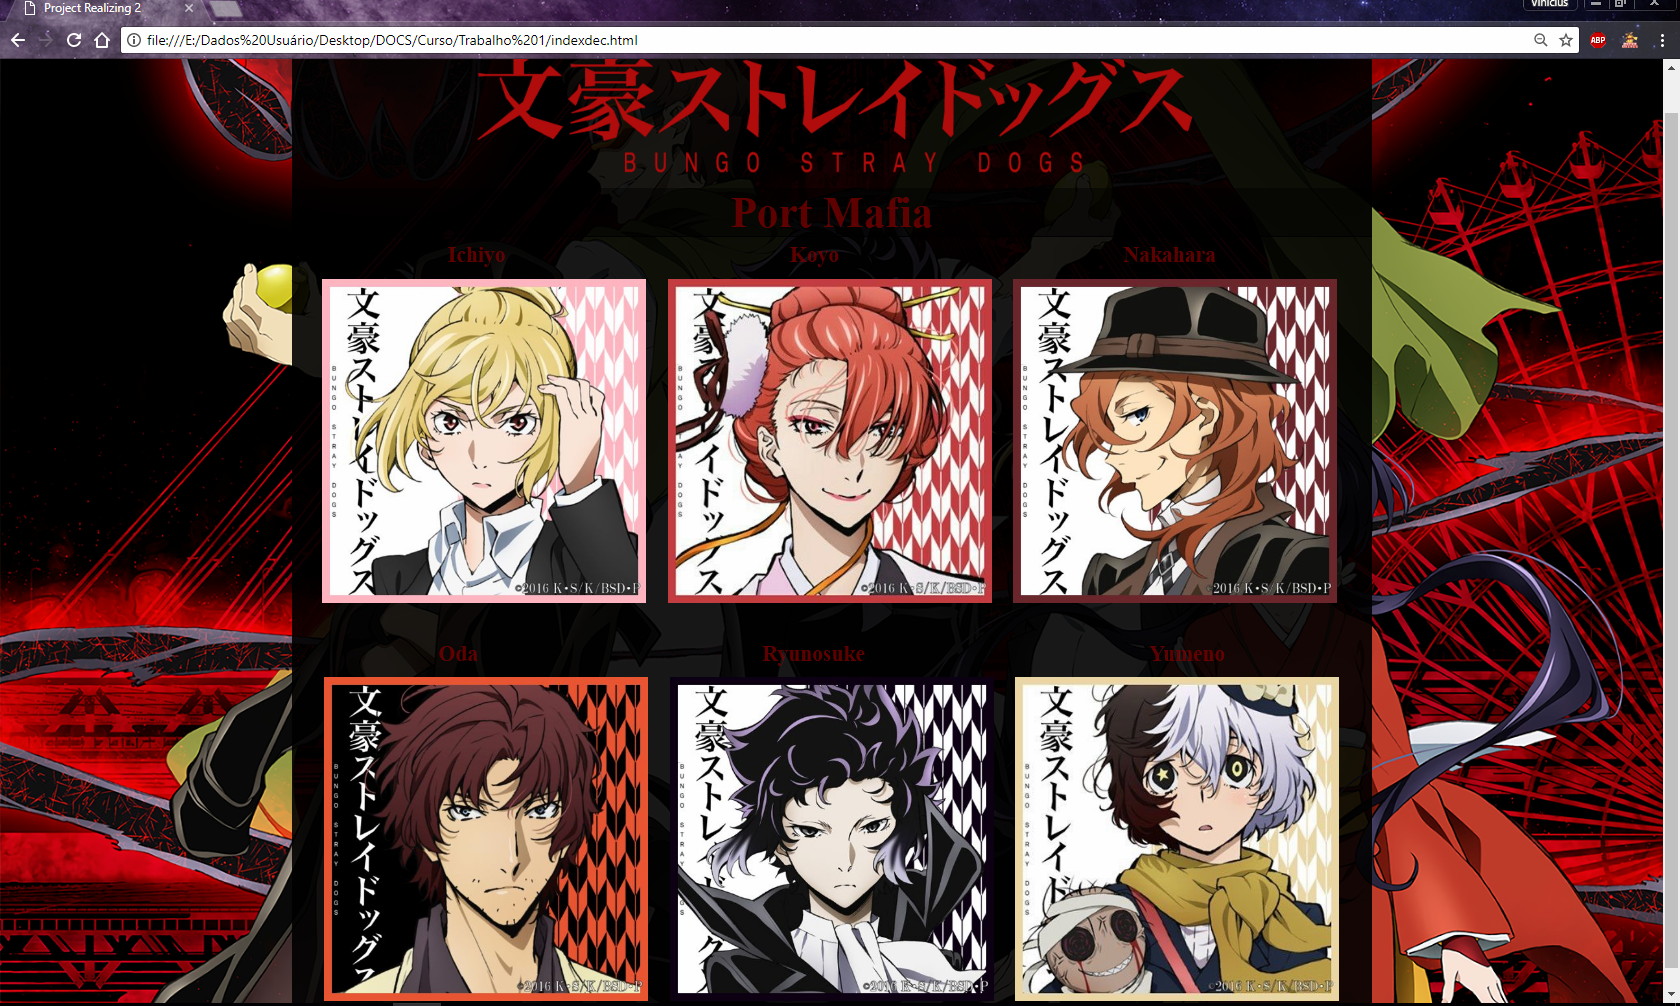 Project Realizing 2
Vinicius
file:///E:/Dados%20Usuário/Desktop/DOCS/Curso/Trabalho%201/indexdec.html
ABP
文豪ストレイドッグス
BUNGO STRAY DOGS
Port Mafia
Ichiyo
Koyo
Nakahara
文豪ストレイドッグス
BUNGO STRAY DOGS
©2016 K・S/K/BSD・P
文豪ストレイドッグス
BUNGO STRAY DOGS
©2016 K・S/K/BSD・P
文豪ストレイドッグス
BUNGO STRAY DOGS
©2016 K・S/K/BSD・P
Oda
Ryunosuke
Yumeno
文豪ストレイドッグス
BUNGO STRAY DOGS
©2016 K・S/K/BSD・P
文豪ストレイ
ク
BUNGO STRAY DOGS
©2016 K・S/K/BSD・P
文豪ストレイド
BUNGO STRAY DOGS
©2016 K・S/K/BSD・P